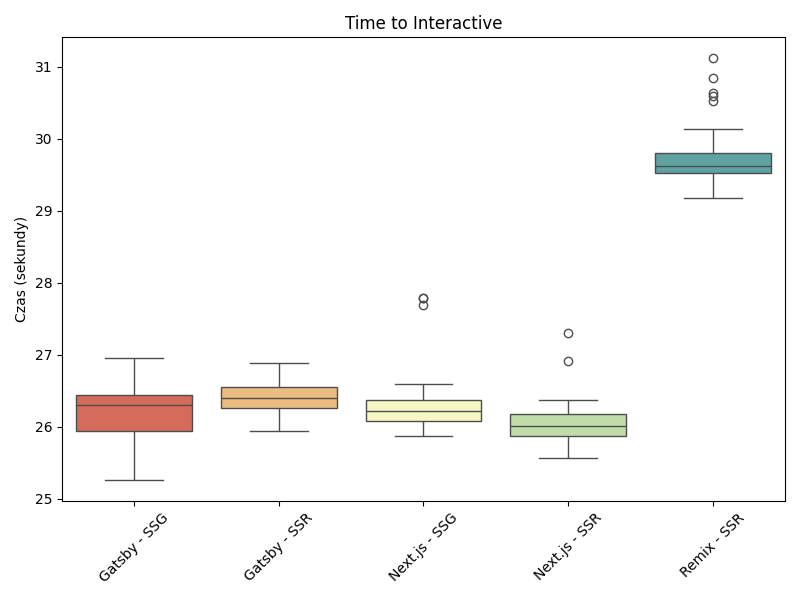 Time to Interactive
Czas (sekundy)
31
30
29
28
27
26
25
Gatsby - SSG
Gatsby - SSR
Next.js - SSG
Next.js - SSR
Remix - SSR